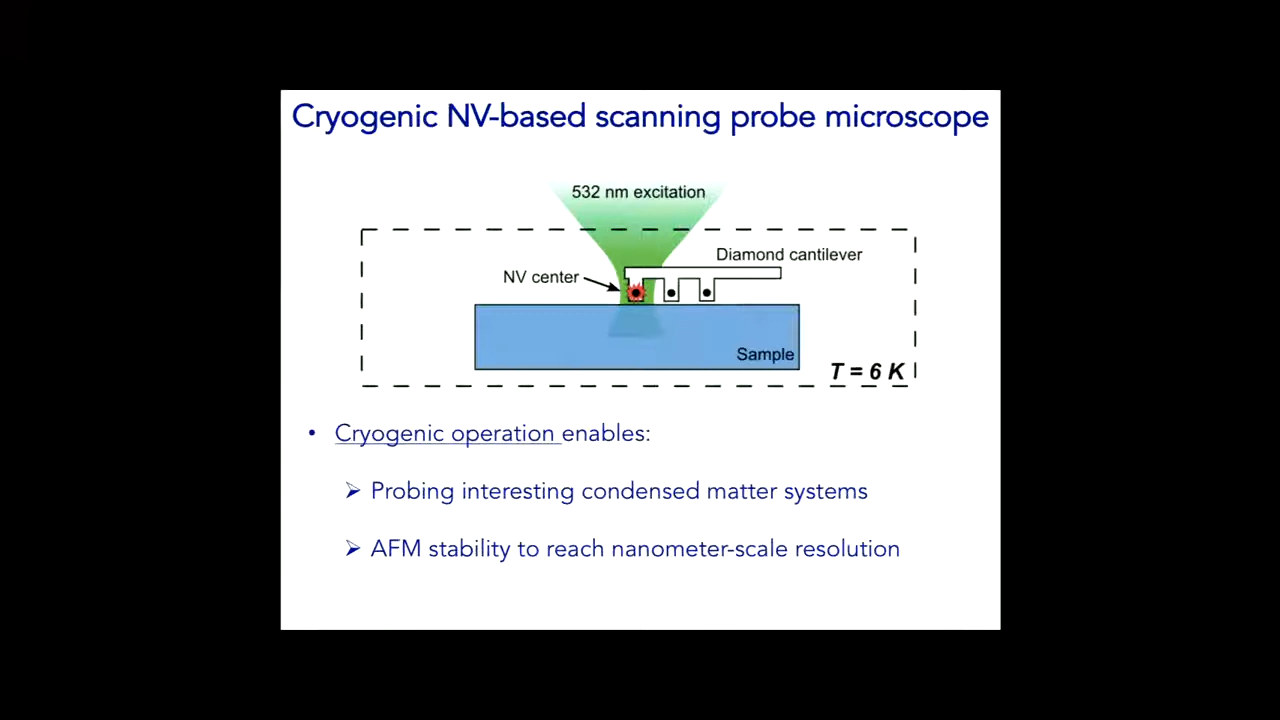 Cryogenic NV-based scanning probe microscope
532 nm excitation
Diamond cantilever
NV center
Sample
T = 6 K
• Cryogenic operation enables:
➢ Probing interesting condensed matter systems
➢ AFM stability to reach nanometer-scale resolution